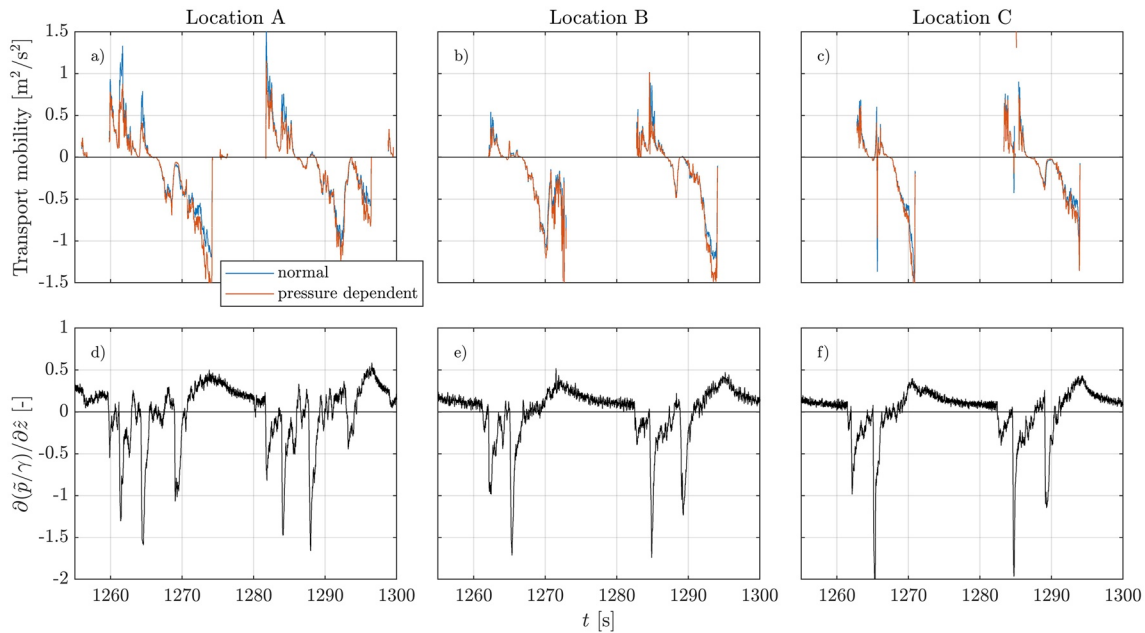 Location A Location B Location C
Transport mobility [m²/s²]
1.5
1
0.5
0
-0.5
-1
-1.5
a) b) c)
normal
pressure dependent
∂(p̃/γ)/∂ẑ [-]
1
0.5
0
-0.5
-1
-1.5
-2
d) e) f)
1260 1270 1280 1290 1300 1260 1270 1280 1290 1300 1260 1270 1280 1290 1300
t [s]